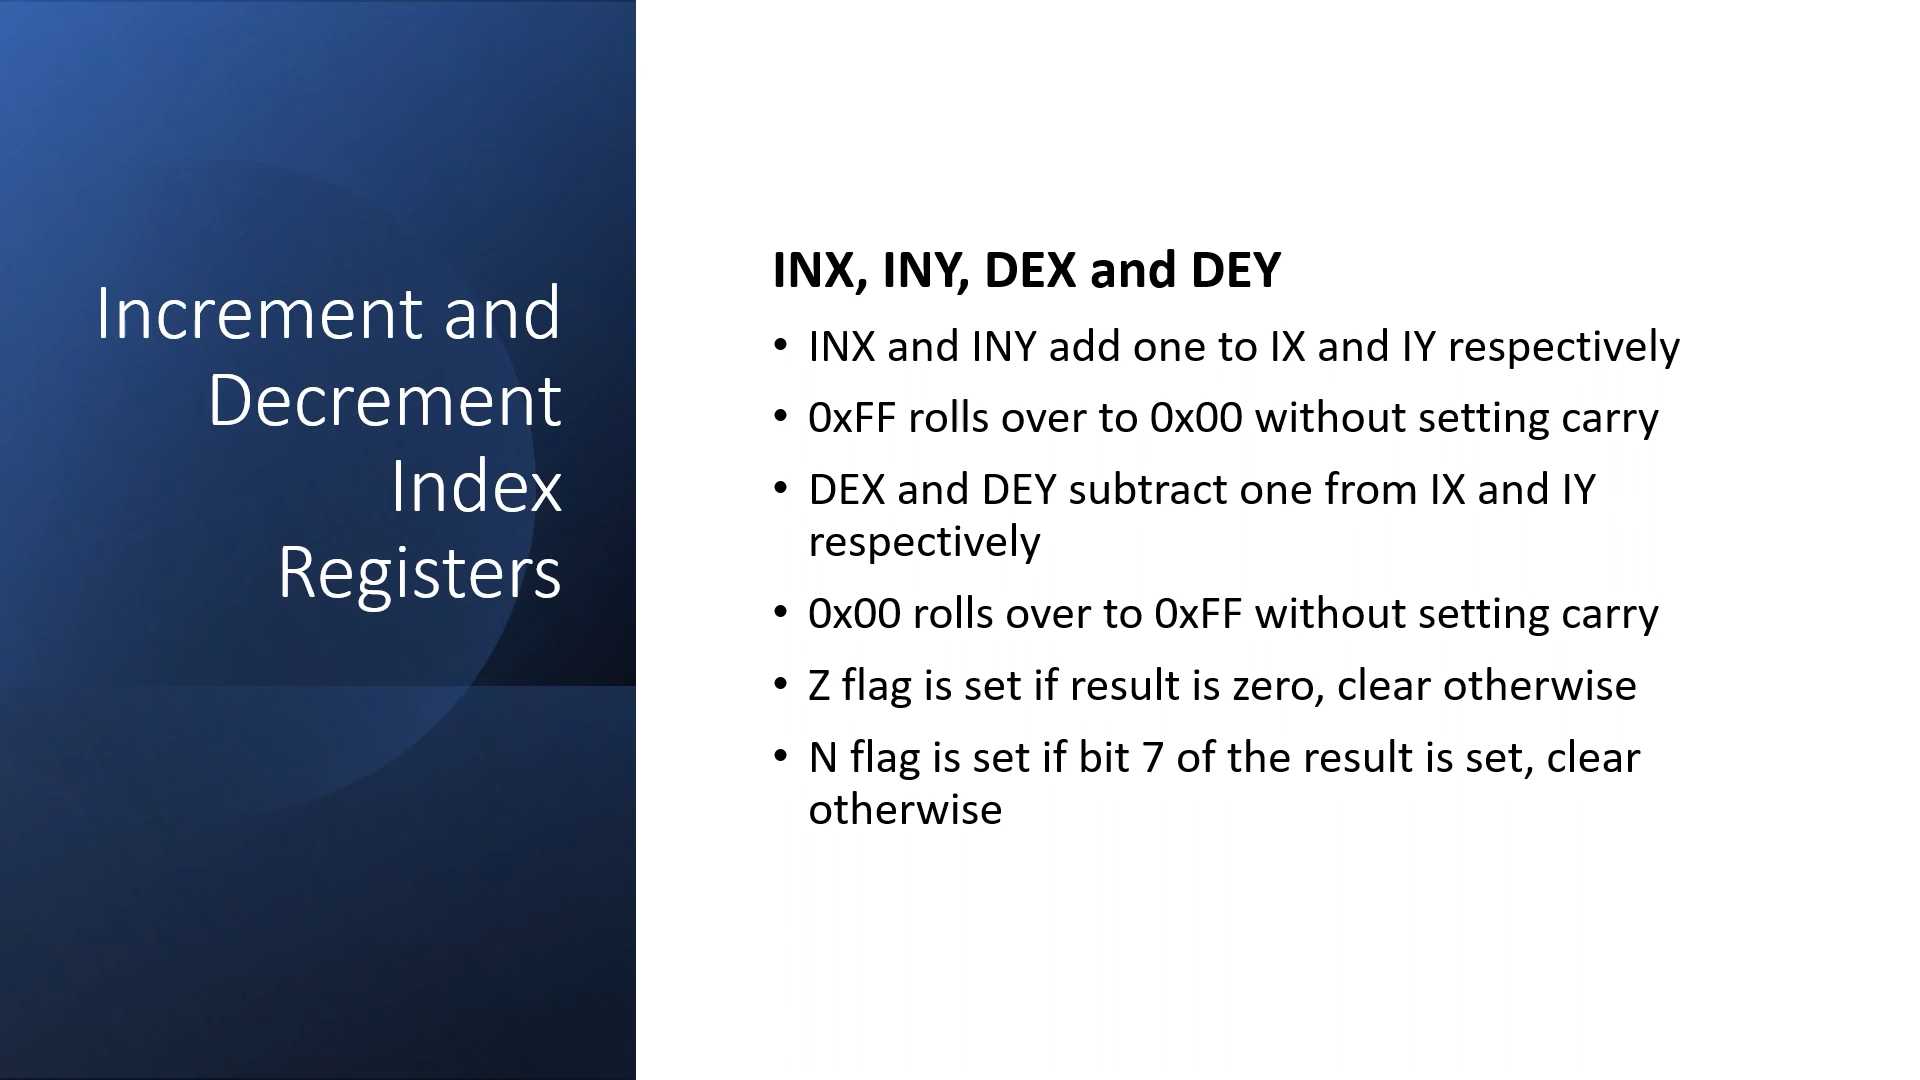 Increment and
Decrement
Index
Registers
INX, INY, DEX and DEY
• INX and INY add one to IX and IY respectively
• 0xFF rolls over to 0x00 without setting carry
• DEX and DEY subtract one from IX and IY
respectively
• 0x00 rolls over to 0xFF without setting carry
• Z flag is set if result is zero, clear otherwise
• N flag is set if bit 7 of the result is set, clear
otherwise